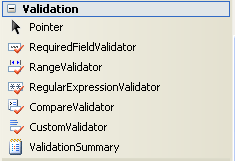 Validation
Pointer
RequiredFieldValidator
RangeValidator
RegularExpressionValidator
CompareValidator
CustomValidator
ValidationSummary